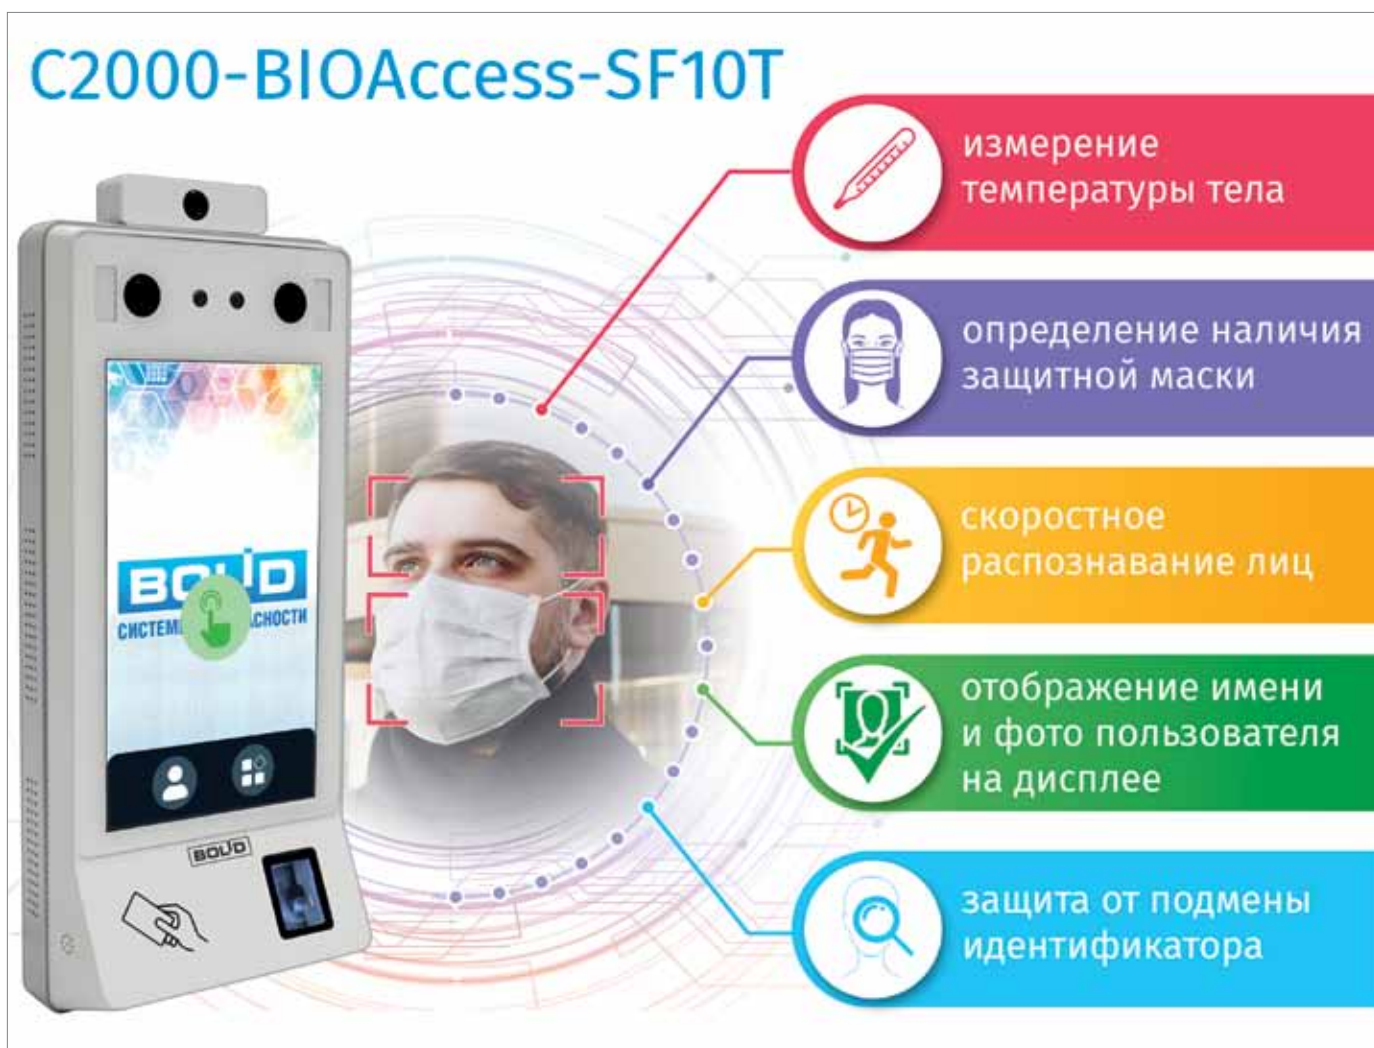 C2000-BIOAccess-SF10T
измерение
температуры тела
определение наличия
защитной маски
скоростное
распознавание лиц
отображение имени
и фото пользователя
на дисплее
защита от подмены
идентификатора
BOLID
BOLID